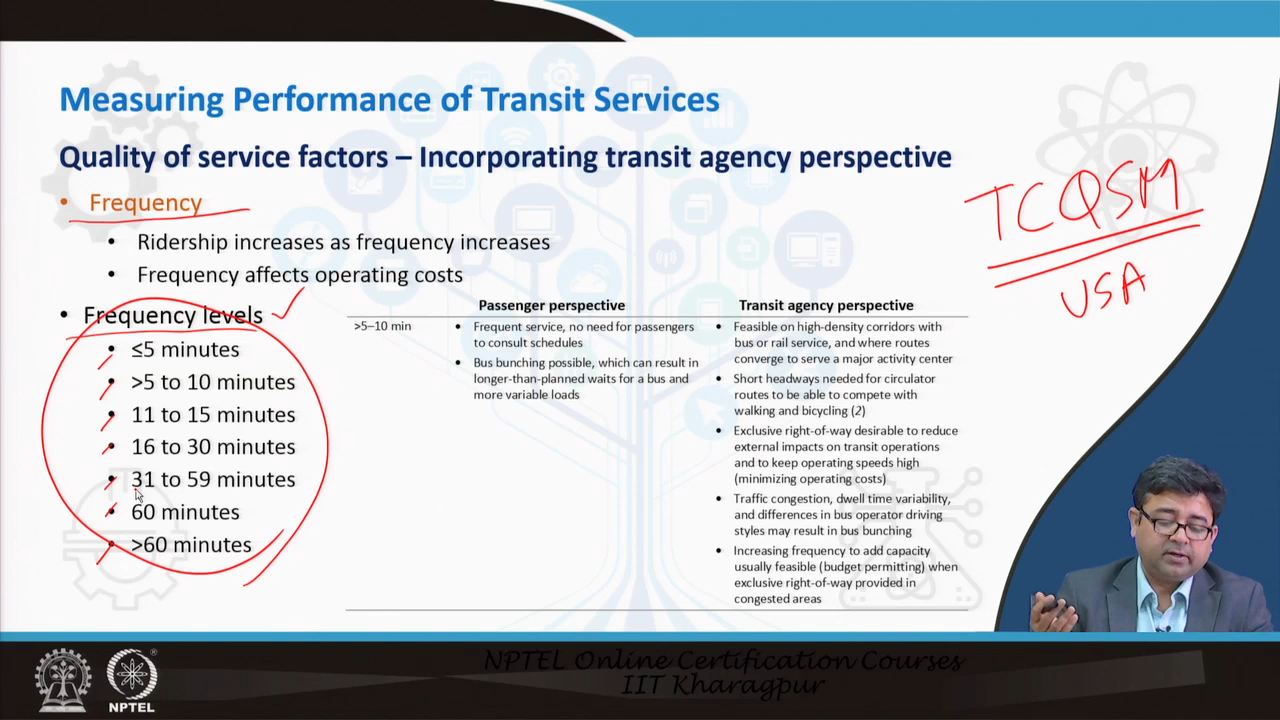 Measuring Performance of Transit Services
Quality of service factors – Incorporating transit agency perspective
• Frequency
• Ridership increases as frequency increases
• Frequency affects operating costs
• Frequency levels
• ≤5 minutes
• >5 to 10 minutes
• 11 to 15 minutes
• 16 to 30 minutes
• 31 to 59 minutes
• 60 minutes
• >60 minutes
TCQSM
USA
Passenger perspective
Transit agency perspective
>5–10 min
• Frequent service, no need for passengers
to consult schedules
• Bus bunching possible, which can result in
longer-than-planned waits for a bus and
more variable loads
• Feasible on high-density corridors with
bus or rail service, and where routes
converge to serve a major activity center
• Short headways needed for circulator
routes to be able to compete with
walking and bicycling (2)
• Exclusive right-of-way desirable to reduce
external impacts on transit operations
and to keep operating speeds high
(minimizing operating costs)
• Traffic congestion, dwell time variability,
and differences in bus operator driving
styles may result in bus bunching
• Increasing frequency to add capacity
usually feasible (budget permitting) when
exclusive right-of-way provided in
congested areas
NPTEL
®
NPTEL Online Certification Courses
IIT Kharagpur